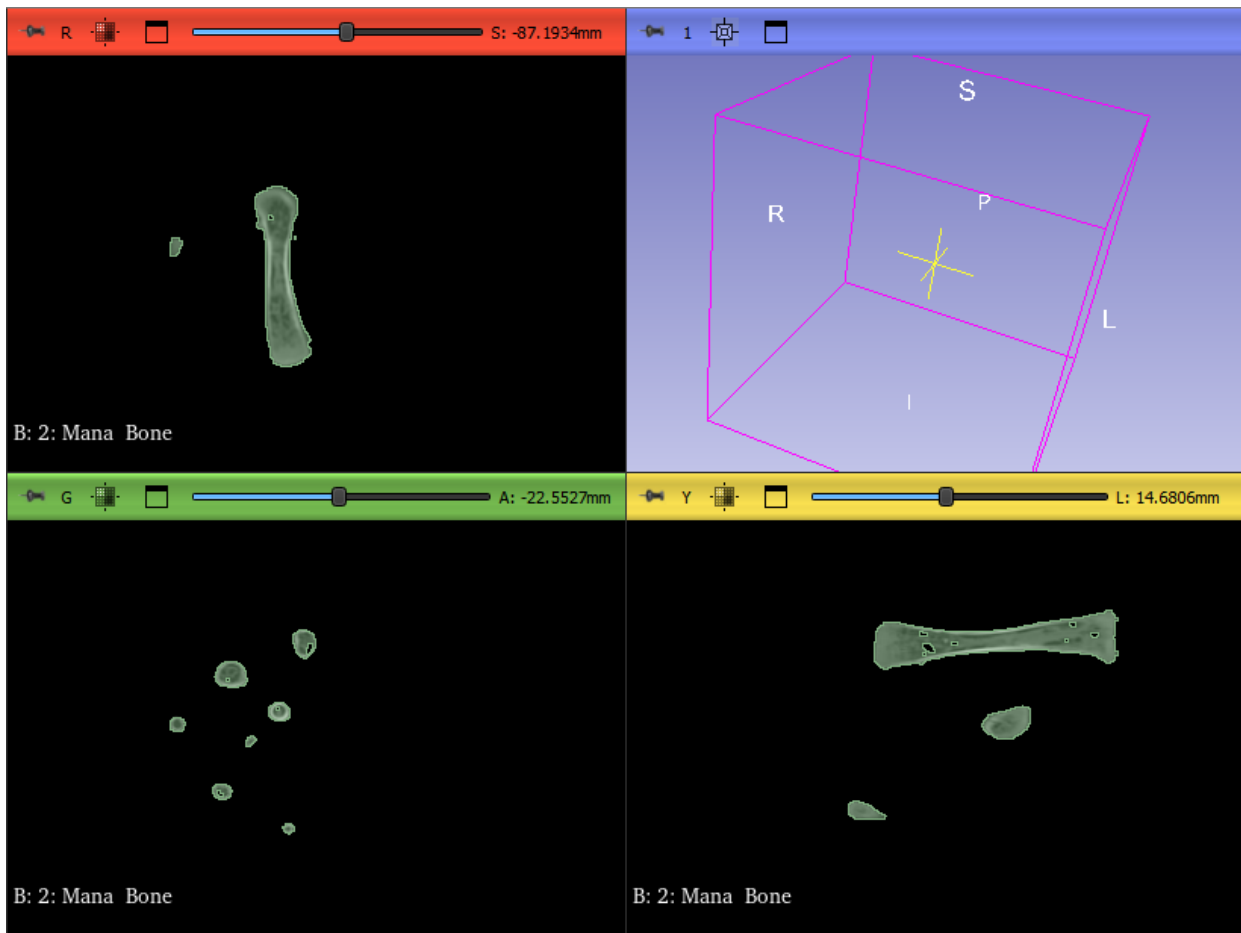 R S: -87.1934mm
1
S
P
R
L
I
B: 2: Mana Bone
G A: -22.5527mm
Y L: 14.6806mm
B: 2: Mana Bone
B: 2: Mana Bone